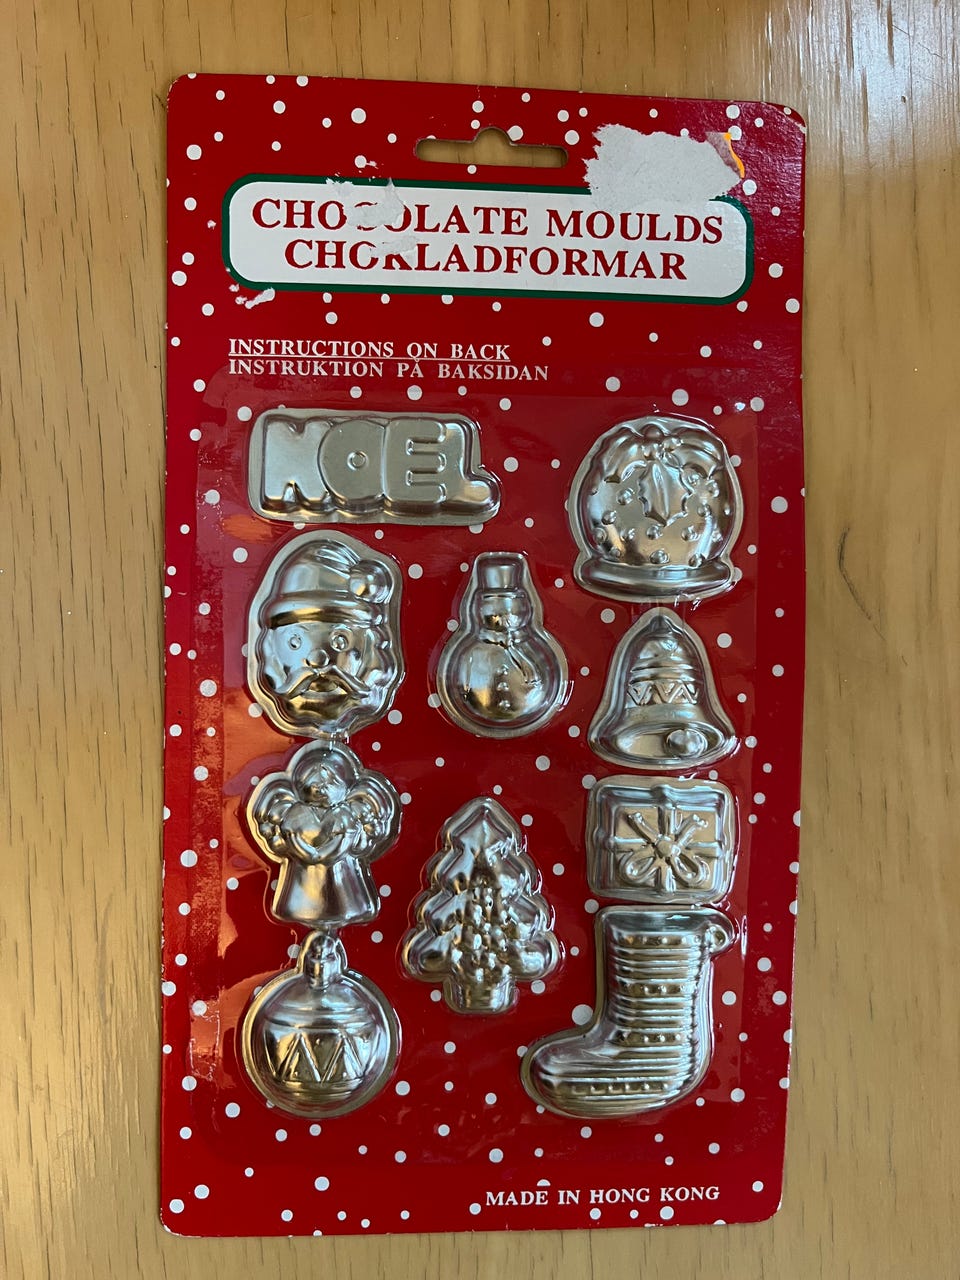 CHOCOLATE MOULDS
CHOKLADFORMAR
INSTRUCTIONS ON BACK
INSTRUKTION PÅ BAKSIDAN
NOEL
MADE IN HONG KONG